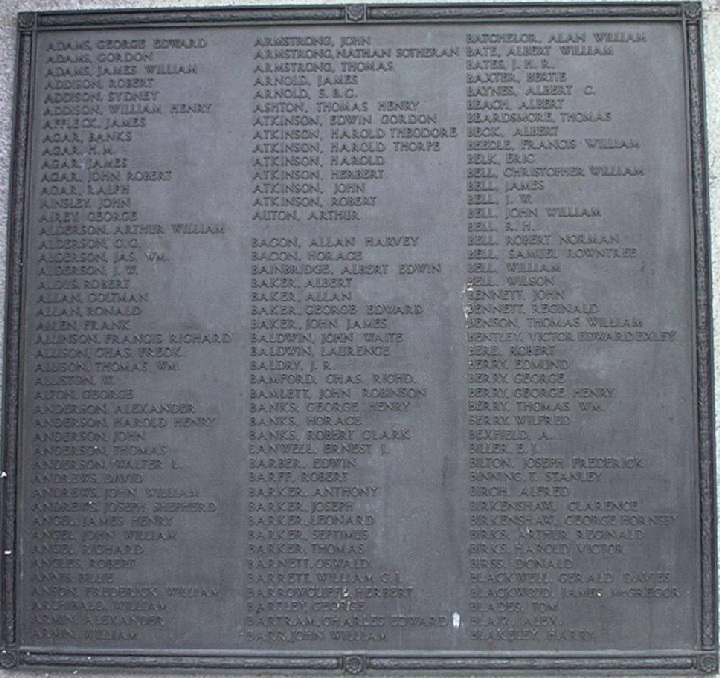 ADAMS, GEORGE EDWARD
ADAMS, GORDON
ADAMS, JAMES WILLIAM
ADDISON, ROBERT
ADDISON, SYDNEY
ADDISON, WILLIAM HENRY
AFFLECK, JAMES
AGAR, BANKS
AGAR, H.M.
AGAR, JAMES
AGAR, JOHN ROBERT
AGAR, RALPH
AINSLEY, JOHN
AIREY, GEORGE
ALDERSON, ARTHUR WILLIAM
ALDERSON, G.G.
ALDERSON, JAS. WM.
ALDERSON, J. W.
ALDUS, ROBERT
ALLAN, COLTMAN
ALLAN, RONALD
ALLEN, FRANK
ALLINSON, FRANCIS RICHARD
ALLISON, CHAS. FREDK.
ALLISON, THOMAS WM.
ALLSTON, W.
ALTON, GEORGE
ANDERSON, ALEXANDER
ANDERSON, HAROLD HENRY
ANDERSON, JOHN
ANDERSON, THOMAS
ANDERSON, WALTER L.
ANDREWS, DAVID
ANDREWS, JOHN WILLIAM
ANDREWS, JOSEPH SHEPHERD
ANGEL, JAMES HENRY
ANGEL, JOHN WILLIAM
ANGEL, RICHARD
ANGLES, ROBERT
ANNIS, BILLIE
ANSON, FREDERICK WILLIAM
ARCHIBALD, WILLIAM
ARMIN, ALEXANDER
ARMIN, WILLIAM
ARMSTRONG, JOHN
ARMSTRONG, NATHAN SOTHERAN
ARMSTRONG, THOMAS
ARNOLD, JAMES
ARNOLD, S. B. G.
ASHTON, THOMAS HENRY
ATKINSON, EDWIN GORDON
ATKINSON, HAROLD THEODORE
ATKINSON, HAROLD THORPE
ATKINSON, HAROLD
ATKINSON, HERBERT
ATKINSON, JOHN
ATKINSON, ROBERT
AUTON, ARTHUR
BACON, ALLAN HARVEY
BACON, HORACE
BAINBRIDGE, ALBERT EDWIN
BAKER, ALBERT
BAKER, ALLAN
BAKER, GEORGE EDWARD
BAKER, JOHN JAMES
BALDWIN, JOHN WAITE
BALDWIN, LAURENCE
BALDRY, J. R.
BAMFORD, CHAS. RICHD.
BAMLETT, JOHN ROBINSON
BANKS, GEORGE HENRY
BANKS, HORACE
BANKS, ROBERT CLARK
BANWELL, ERNEST J.
BARBER, EDWIN
BARFF, ROBERT
BARKER, ANTHONY
BARKER, JOSEPH
BARKER, LEONARD
BARKER, SEPTIMUS
BARKER, THOMAS
BARNETT, OSWALD
BARRETT, WILLIAM G.L.
BARROWCLIFF, HERBERT
BARTLEY, GEORGE
BARTRAM, CHARLES EDWARD
BARR, JOHN WILLIAM
BATCHELOR, ALAN WILLIAM
BATE, ALBERT WILLIAM
BATES, J. H. R.
BAXTER, BERTIE
BAYNES, ALBERT C.
BEACH, ALBERT
BEARDSMORE, THOMAS
BECK, ALBERT
BEEDLE, FRANCIS WILLIAM
BELK, ERIC
BELL, CHRISTOPHER WILLIAM
BELL, JAMES
BELL, J. W.
BELL, JOHN WILLIAM
BELL, R. H.
BELL, ROBERT NORMAN
BELL, SAMUEL ROWNTREE
BELL, WILLIAM
BELL, WILSON
BENNETT, JOHN
BENNETT, REGINALD
BENSON, THOMAS WILLIAM
BENTLEY, VICTOR EDWARD EXLEY
BERE, ROBERT
BERRY, EDMUND
BERRY, GEORGE
BERRY, GEORGE HENRY
BERRY, THOMAS WM.
BERRY, WILFRED
BEXFIELD, A.
BILLER, E. J.
BILTON, JOSEPH FREDERICK
BINNING, T. STANLEY
BIRCH, ALFRED
BIRKENSHAW, CLARENCE
BIRKENSHAW, GEORGE HORNSEY
BIRKS, ARTHUR REGINALD
BIRKS, HAROLD VICTOR
BIRSS, DONALD
BLACKWELL, GERALD DAVIES
BLACKWOOD, JAMES McGREGOR
BLADES, TOM
BLAIR, ALEX.
BLAKELEY, HARRY